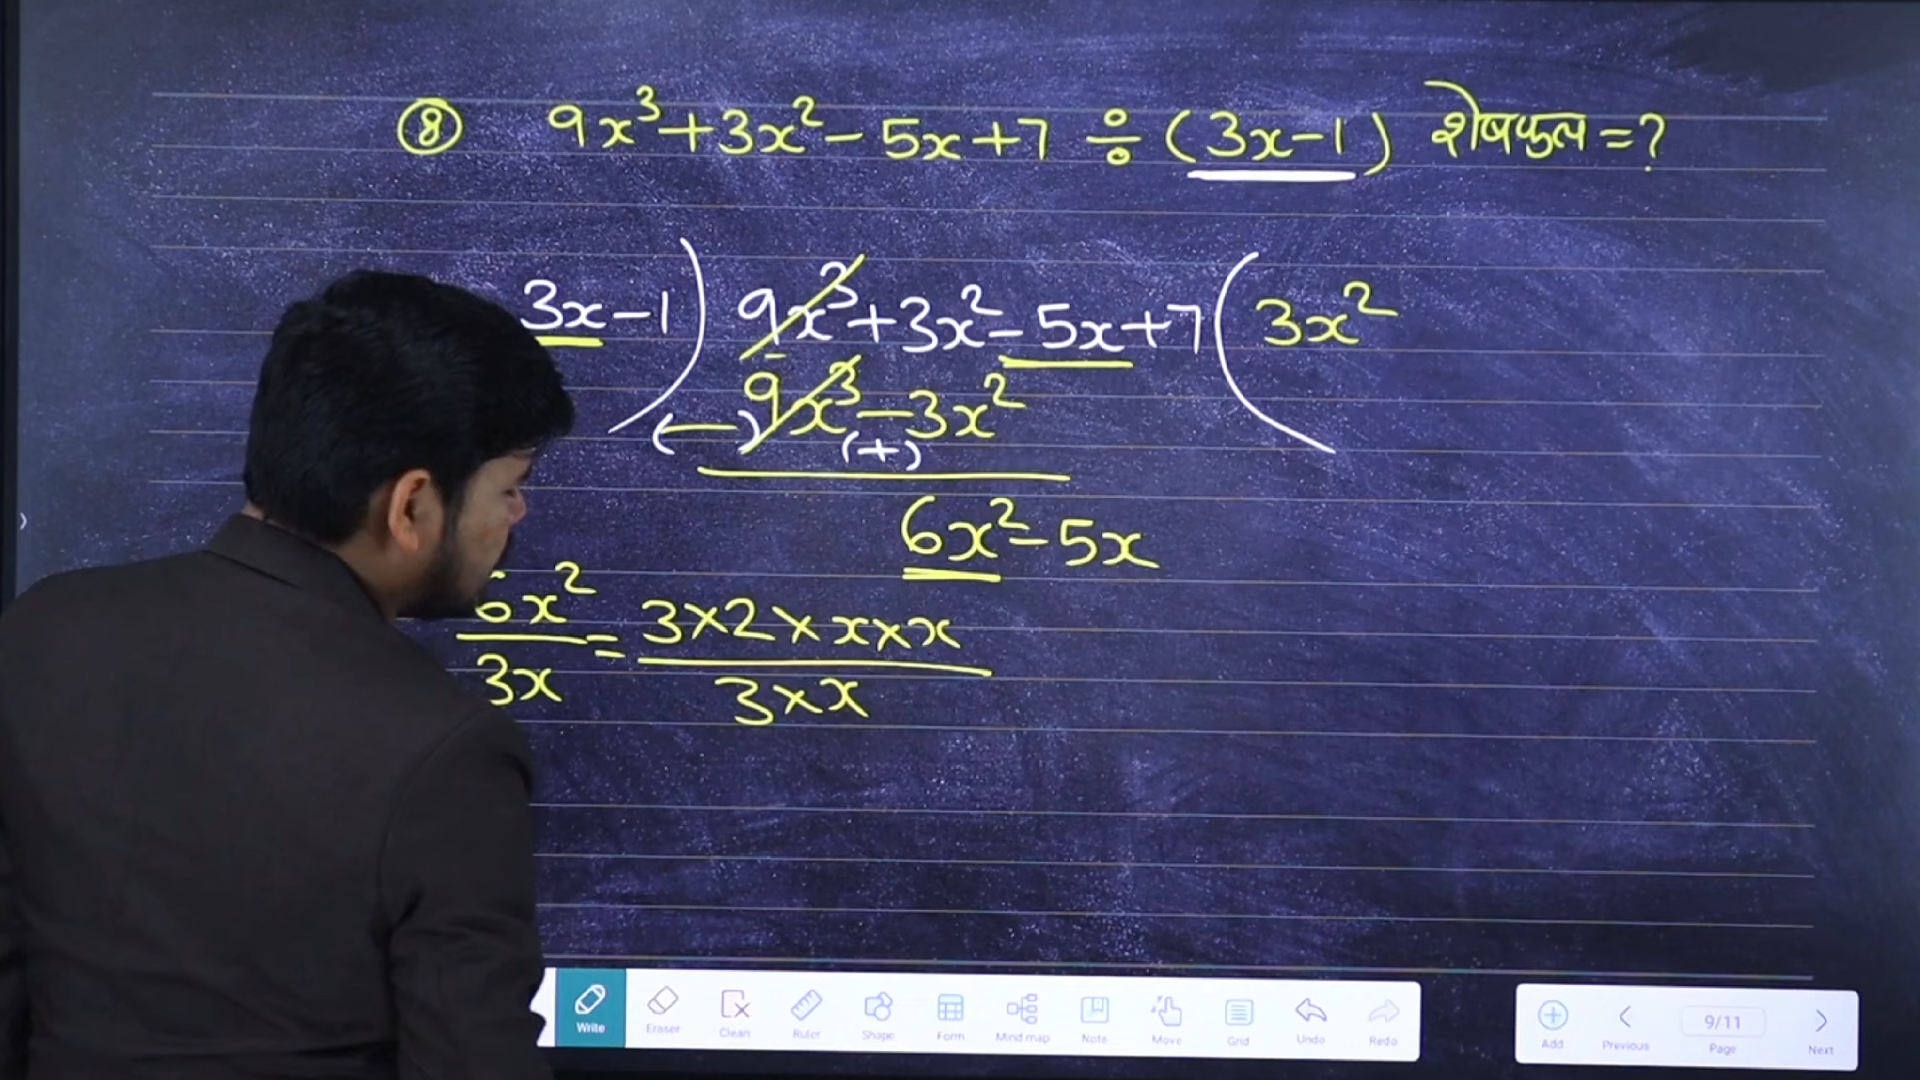 ⑧ 9x³+3x²-5x+7 ÷ (3x-1) शेषफल=?
3x-1) 9x³+3x²-5x+7 (3x²
9x³-3x²
(-) (+)
6x²-5x
6x²/3x = 3×2×x×x/3×x
Write Eraser Clean Ruler Shape Form Mind map Note Move Grid Undo Redo
Add Previous 9/11 Page Next